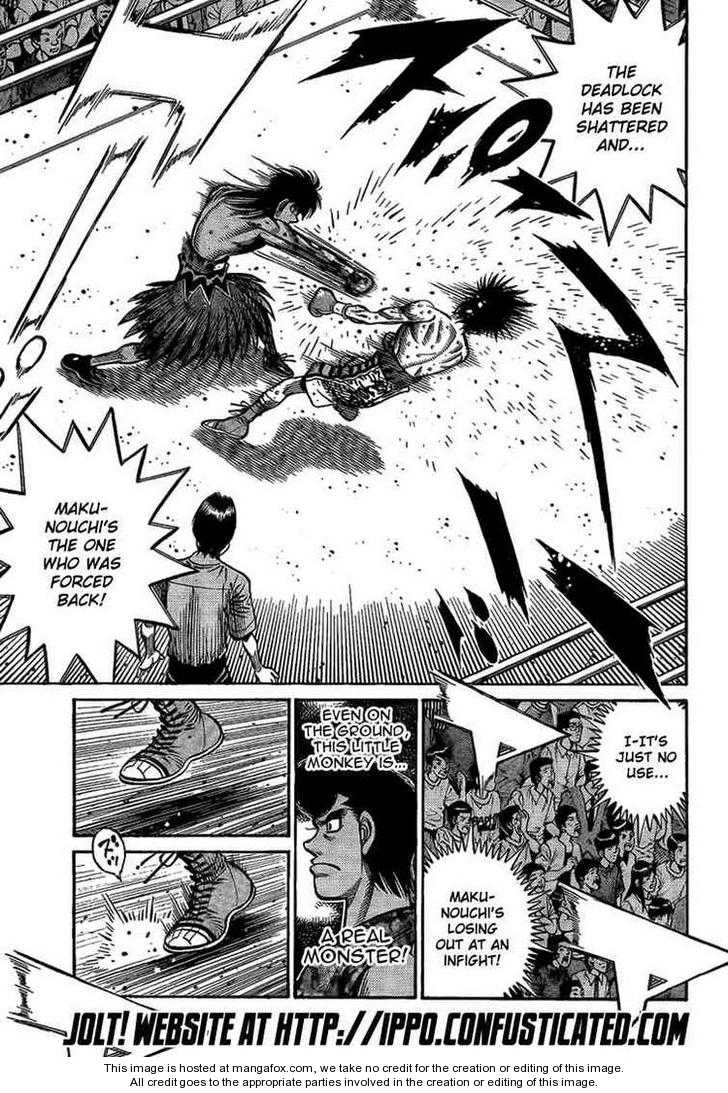 THE
DEADLOCK
HAS BEEN
SHATTERED
AND...
MAKU-
NOUCHI'S
THE ONE
WHO WAS
FORCED
BACK!
EVEN ON
THE GROUND,
THIS LITTLE
MONKEY IS...
A REAL
MONSTER!
I-IT'S
JUST NO
USE...
MAKU-
NOUCHI'S
LOSING
OUT AT AN
INFIGHT!
JOLT! WEBSITE AT HTTP://IPPO.CONFUSTICATED.COM
This image is hosted at mangafox.com, we take no credit for the creation or editing of this image.
All credit goes to the appropriate parties involved in the creation or editing of this image.